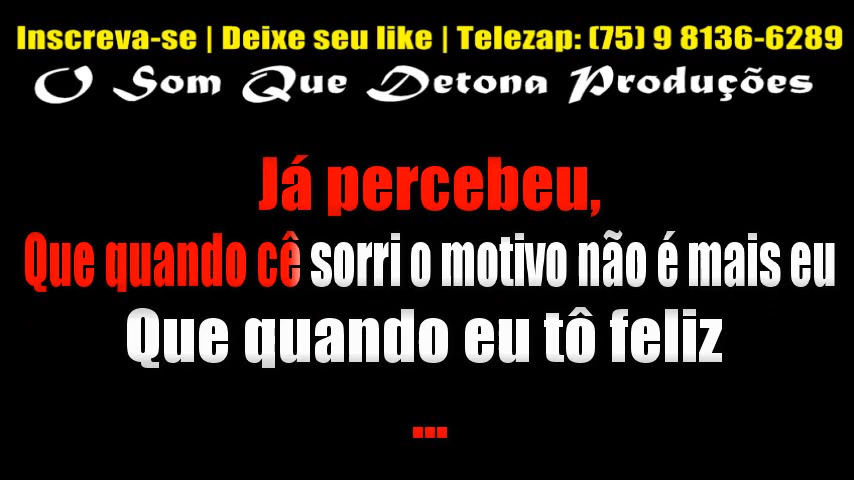 Inscreva-se | Deixe seu like | Telezap: (75) 9 8136-6289
O Som Que Detona Produções
Já percebeu,
Que quando cê sorri o motivo não é mais eu
Que quando eu tô feliz
...